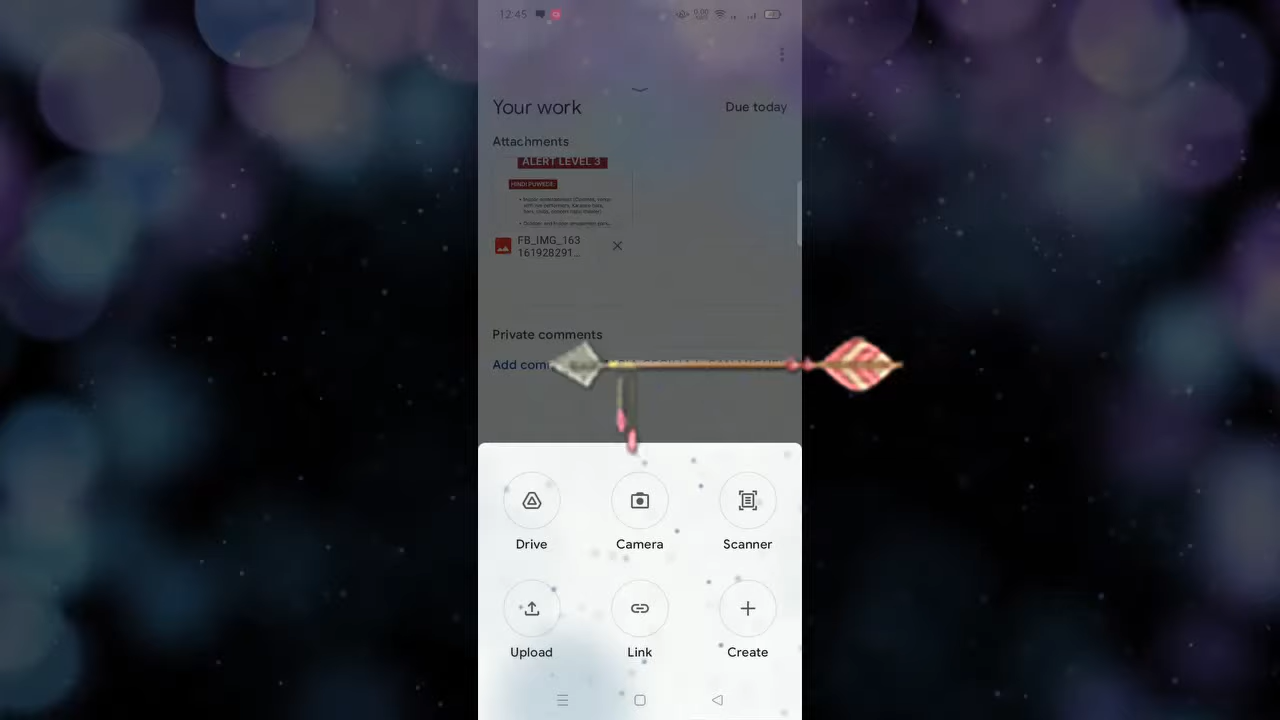 12:45
Your work
Due today
Attachments
ALERT LEVEL 3
HINDI PUWEDE:
FB_IMG_163
161928291...
Private comments
Add com
Drive
Camera
Scanner
Upload
Link
Create